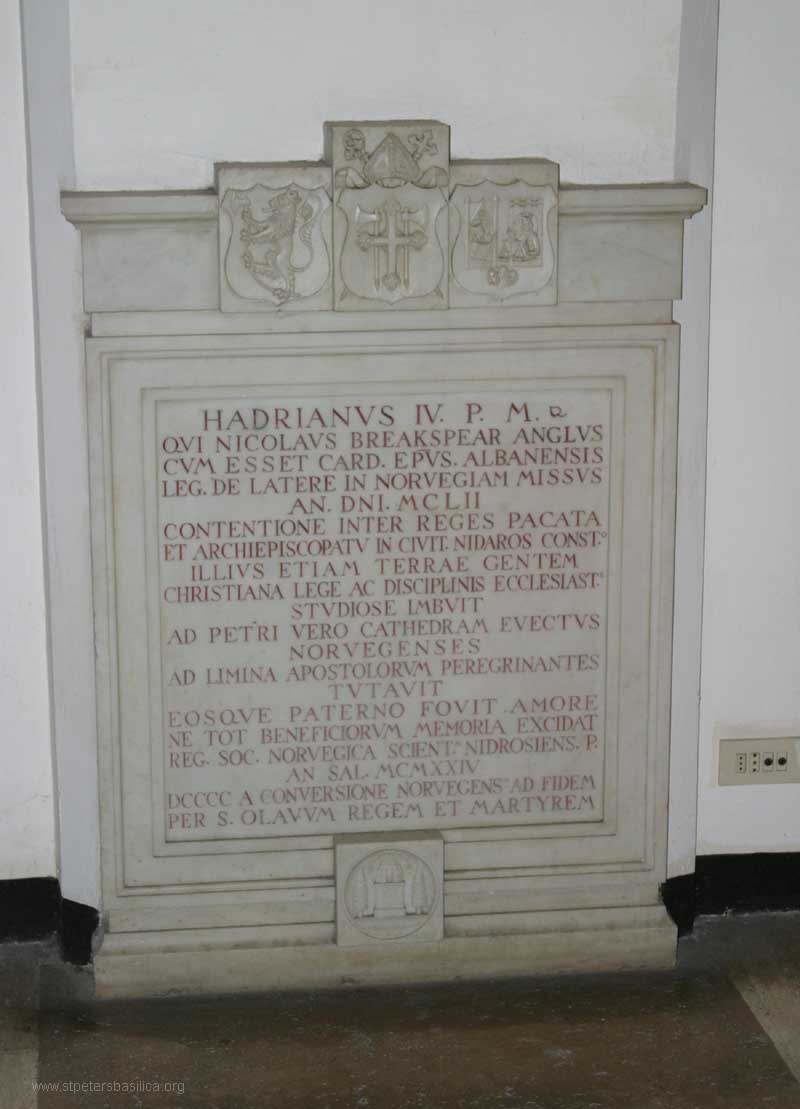 HADRIANVS IV. P. M.
QVI NICOLAVS BREAKSPEAR ANGLVS
CVM ESSET CARD. EPVS. ALBANENSIS
LEG. DE LATERE IN NORVEGIAM MISSVS
AN. DNI. MCLII
CONTENTIONE INTER REGES PACATA
ET ARCHIEPISCOPATV IN CIVIT. NIDAROS CONST.º
ILLIVS ETIAM TERRAE GENTEM
CHRISTIANA LEGE AC DISCIPLINIS ECCLESIAST.
STVDIOSE IMBVIT
AD PETRI VERO CATHEDRAM EVECTVS
NORVEGENSES
AD LIMINA APOSTOLORVM PEREGRINANTES
TVTAVIT
EOSQVE PATERNO FOVIT AMORE
NE TOT BENEFICIORVM MEMORIA EXCIDAT
REG. SOC. NORVEGICA SCIENT. NIDROSIENS. P.
AN SAL. MCMXXIV
DCCCC A CONVERSIONE NORVEGENS. AD FIDEM
PER S. OLAVVM REGEM ET MARTYREM
www.stpetersbasilica.org